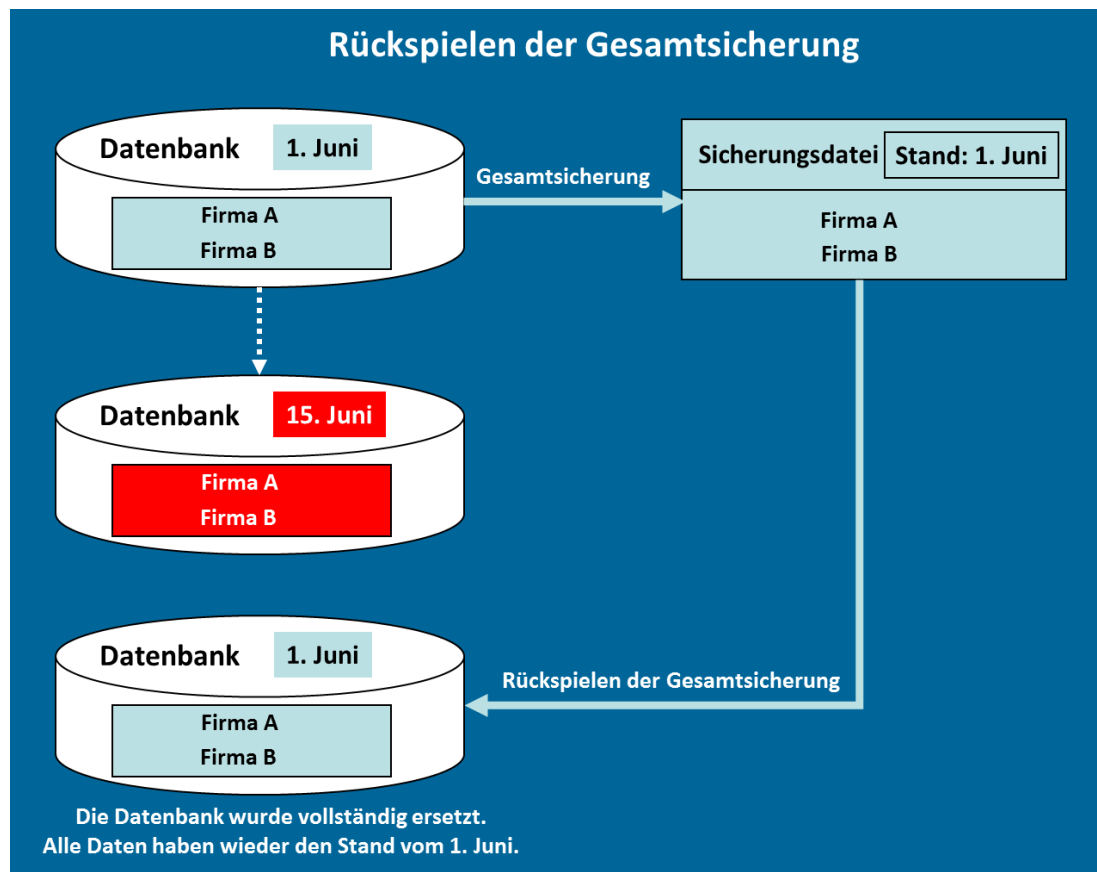 Rückspielen der Gesamtsicherung
Datenbank 1. Juni
Firma A
Firma B
Gesamtsicherung
Sicherungsdatei Stand: 1. Juni
Firma A
Firma B
Datenbank 15. Juni
Firma A
Firma B
Datenbank 1. Juni
Firma A
Firma B
Rückspielen der Gesamtsicherung
Die Datenbank wurde vollständig ersetzt.
Alle Daten haben wieder den Stand vom 1. Juni.